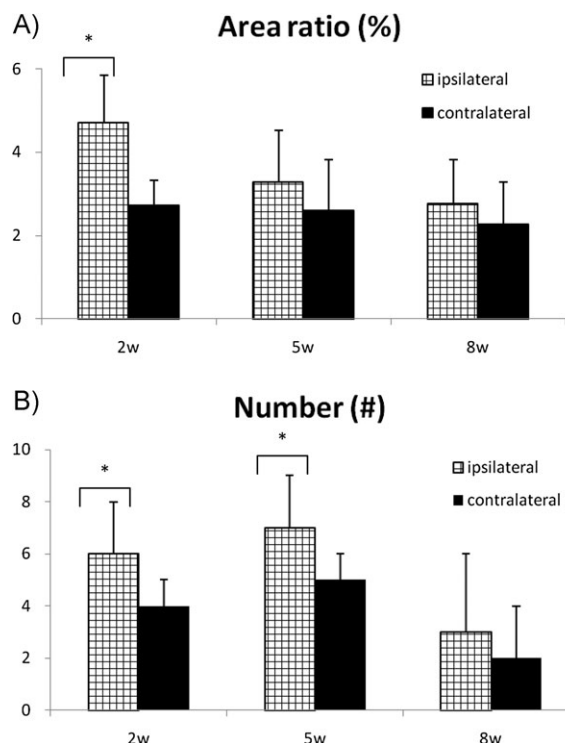 A)
Area ratio (%)
*
6
4
2
0
ipsilateral
contralateral
2w 5w 8w
B)
Number (#)
*
*
10
8
6
4
2
0
ipsilateral
contralateral
2w 5w 8w